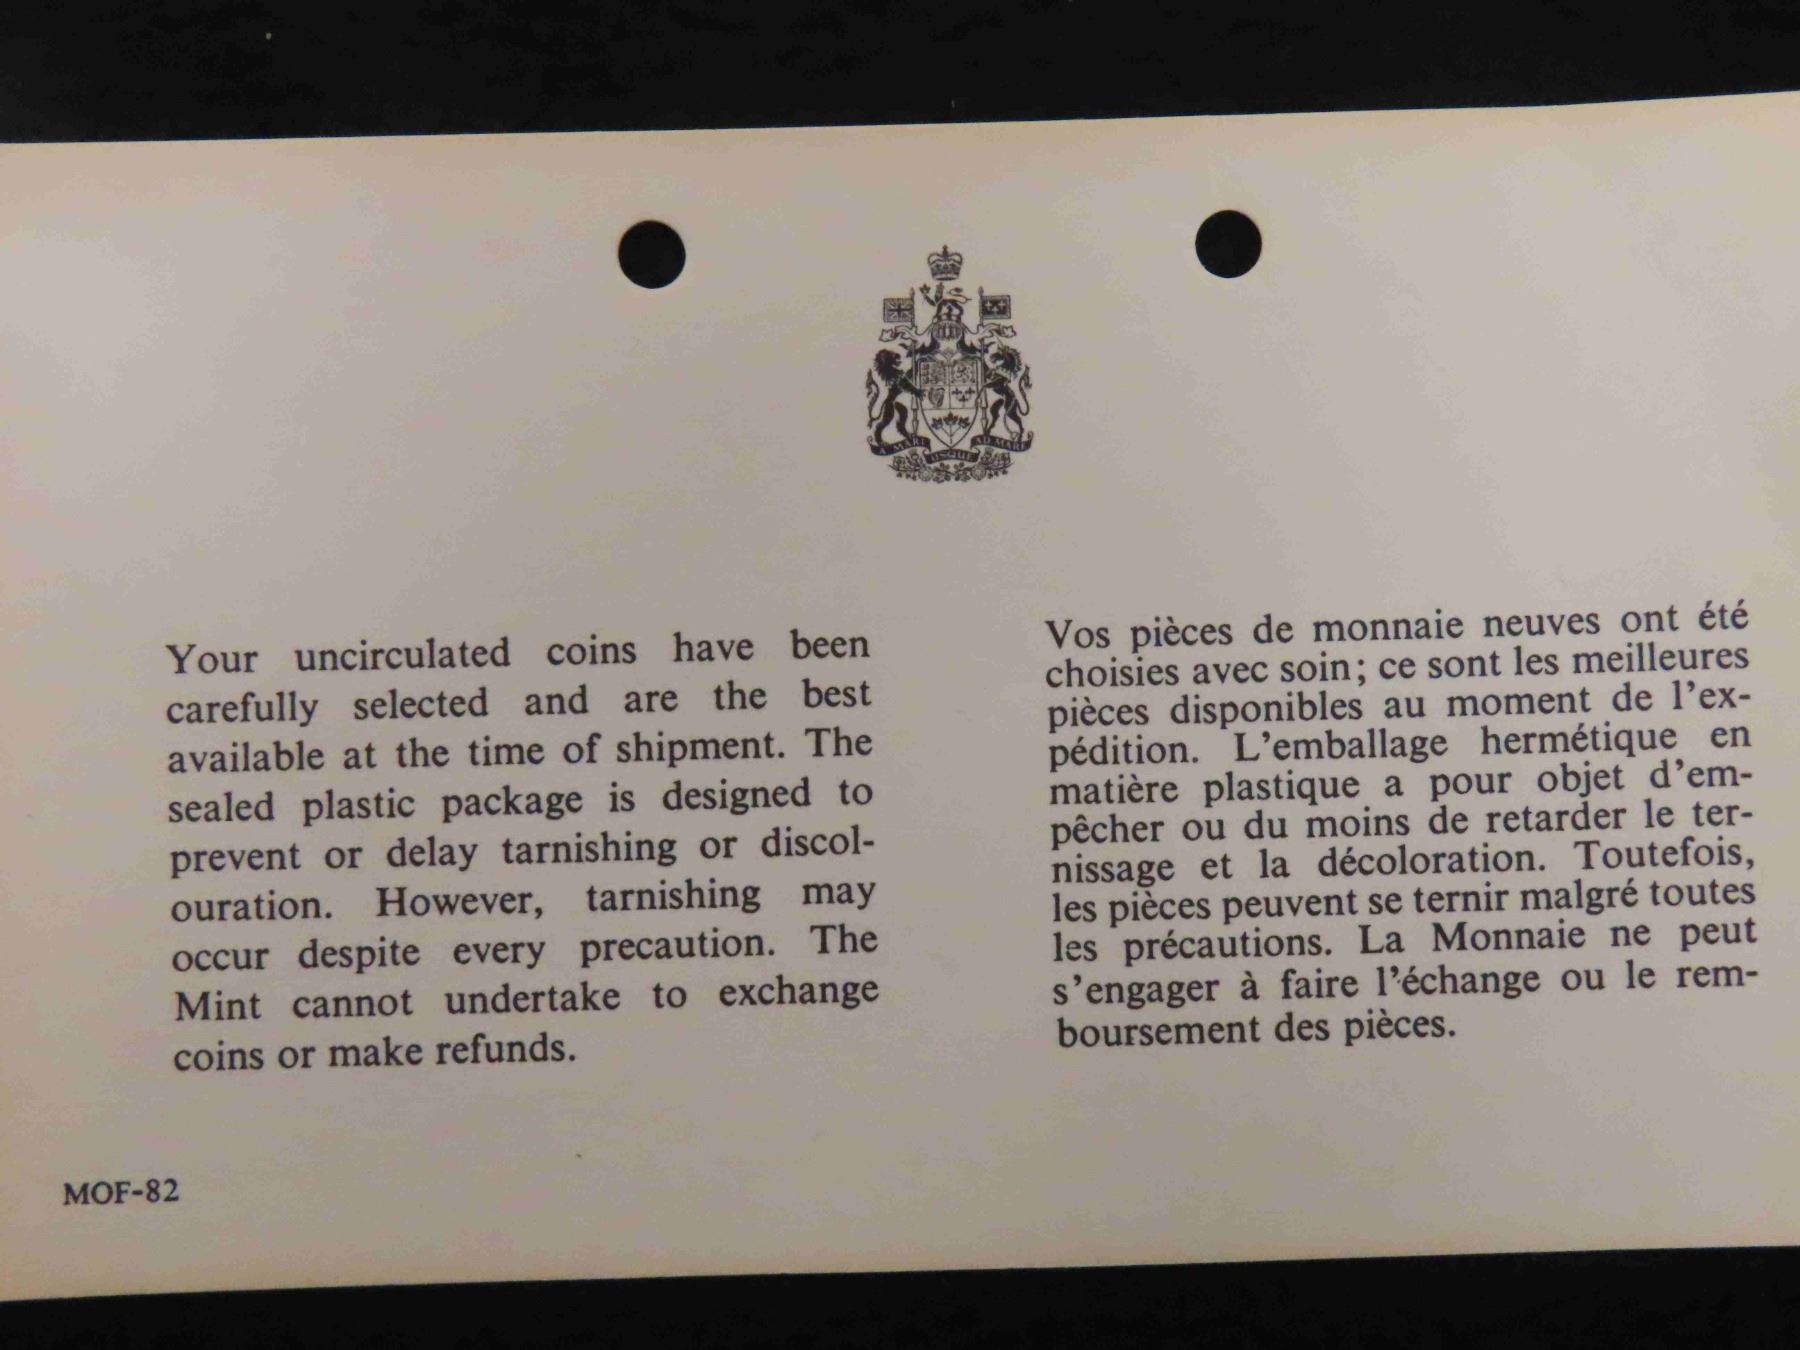 A MARI USQUE AD MARE
Your uncirculated coins have been
carefully selected and are the best
available at the time of shipment. The
sealed plastic package is designed to
prevent or delay tarnishing or discol-
ouration. However, tarnishing may
occur despite every precaution. The
Mint cannot undertake to exchange
coins or make refunds.
Vos pièces de monnaie neuves ont été
choisies avec soin; ce sont les meilleures
pièces disponibles au moment de l'ex-
pédition. L'emballage hermétique en
matière plastique a pour objet d'em-
pêcher ou du moins de retarder le ter-
nissage et la décoloration. Toutefois,
les pièces peuvent se ternir malgré toutes
les précautions. La Monnaie ne peut
s'engager à faire l'échange ou le rem-
boursement des pièces.
MOF-82